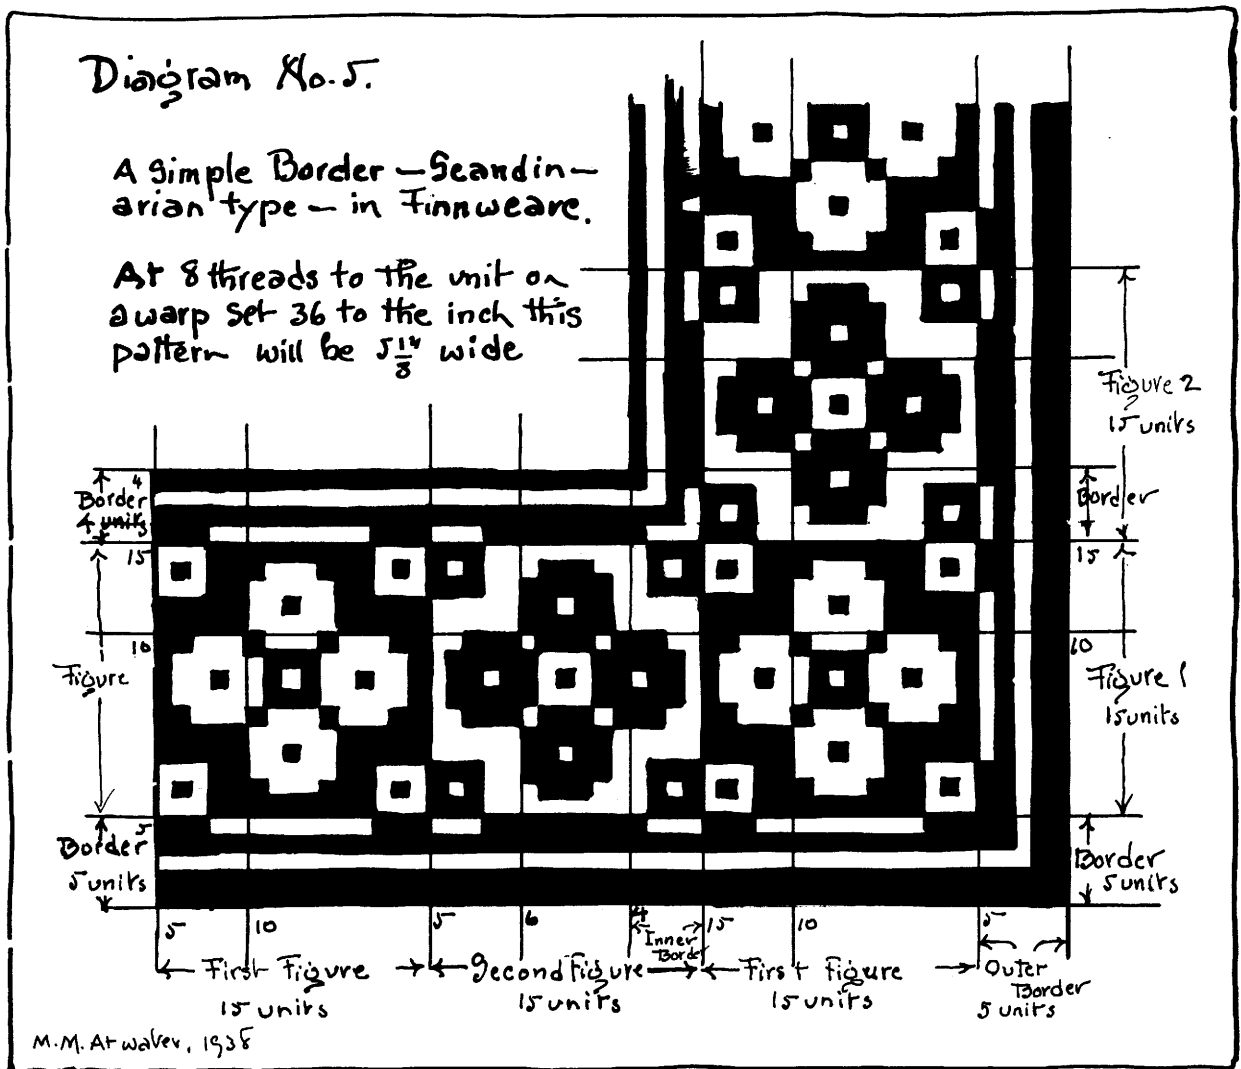 Diagram No. 5.
A Simple Border — Scandin—
avian type — in Finnweave.
At 8 threads to the unit on
a warp set 36 to the inch this
pattern will be wide
Figure 2
15 units
4
Border
4 units
Border
15
15
10
10
Figure
Figure 1
15 units
5
Border
5 units
Border
5 units
5
10
5
6
4
15
10
5
Inner
Border
First Figure
15 units
Second Figure
15 units
First Figure
15 units
Outer
Border
5 units
M.M. Atwater, 1938